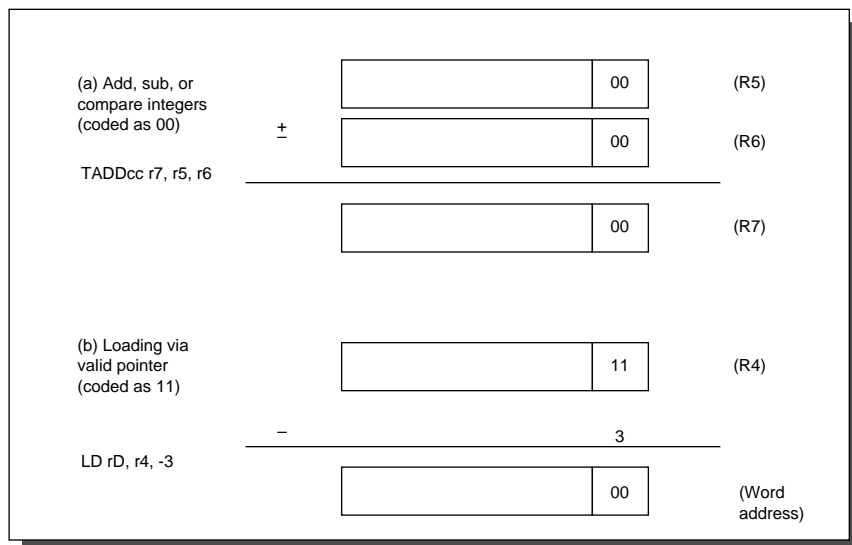 (a) Add, sub, or
compare integers
(coded as 00)
00
(R5)
±
00
(R6)
TADDcc r7, r5, r6
00
(R7)
(b) Loading via
valid pointer
(coded as 11)
11
(R4)
–
3
LD rD, r4, -3
00
(Word
address)